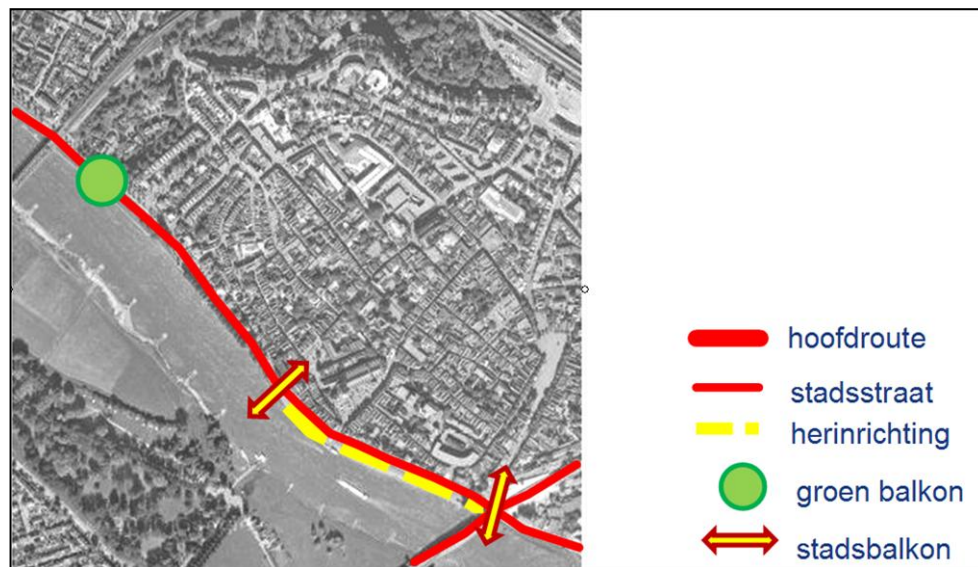 hoofdroute
stadsstraat
herinrichting
groen balkon
stadsbalkon